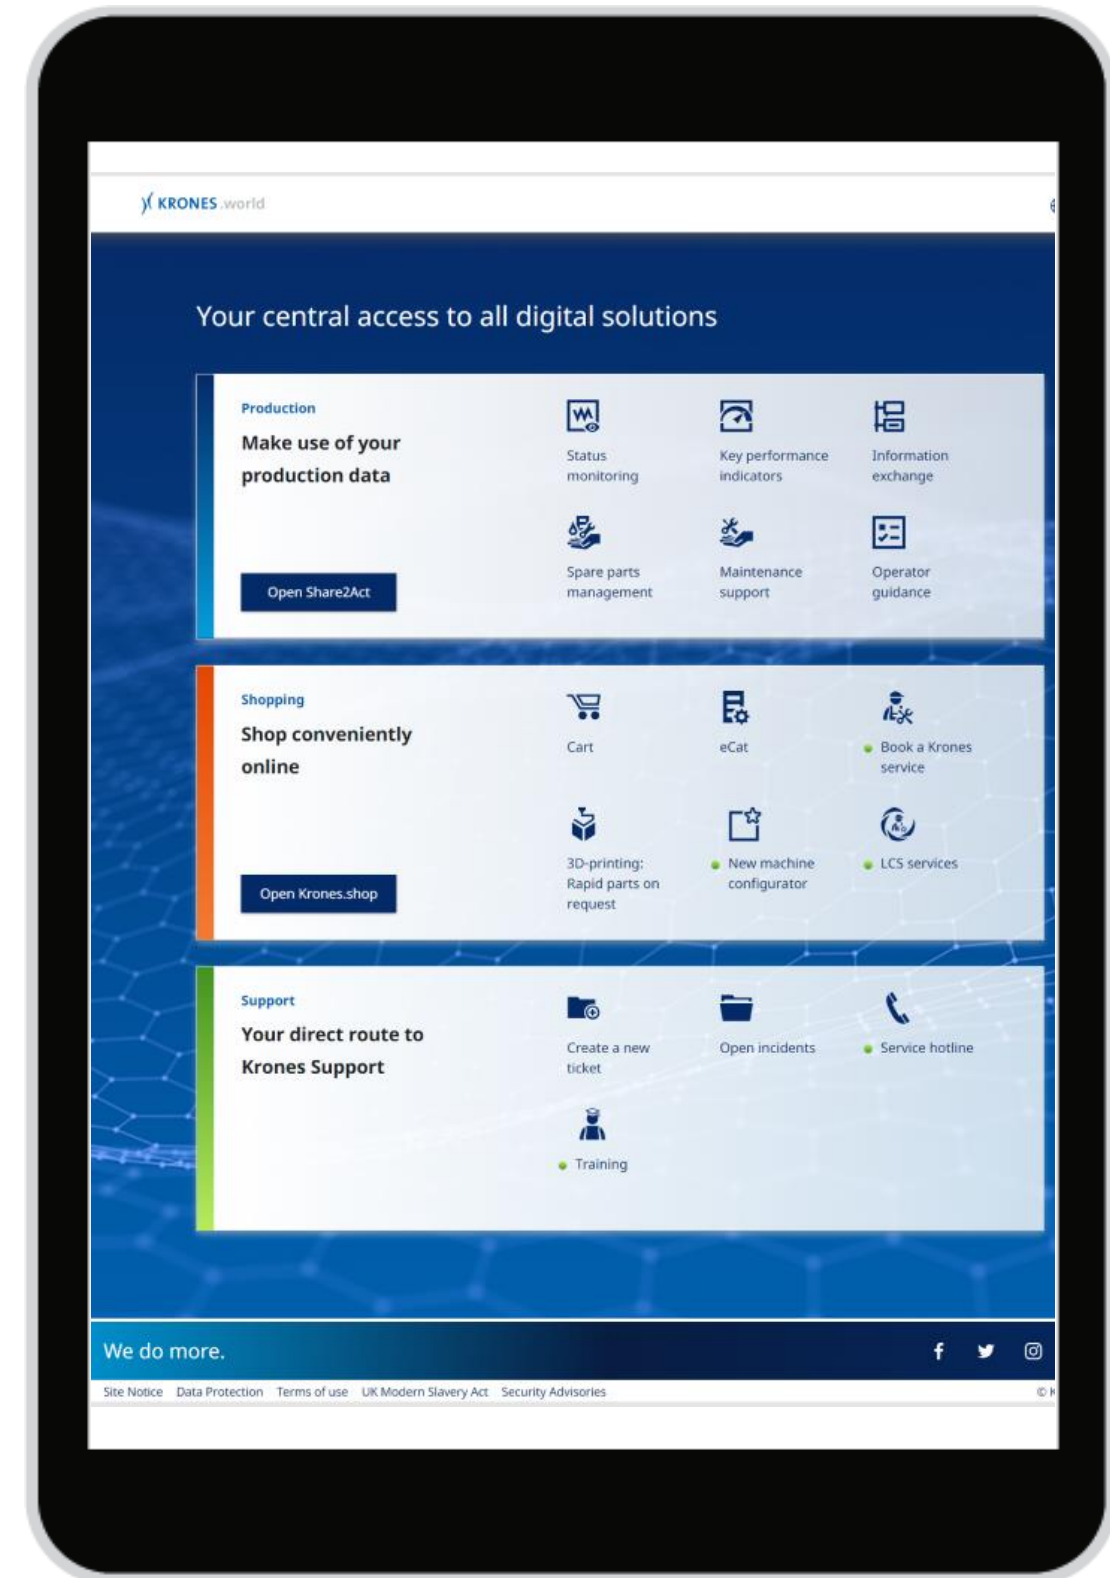 KRONES.world
Your central access to all digital solutions
Production
Make use of your
production data
Open Share2Act
Status
monitoring
Key performance
indicators
Information
exchange
Spare parts
management
Maintenance
support
Operator
guidance
Shopping
Shop conveniently
online
Open Krones.shop
Cart
eCat
Book a Krones
service
3D-printing:
Rapid parts on
request
New machine
configurator
LCS services
Support
Your direct route to
Krones Support
Create a new
ticket
Open incidents
Service hotline
Training
We do more.
Site Notice Data Protection Terms of use UK Modern Slavery Act Security Advisories
©